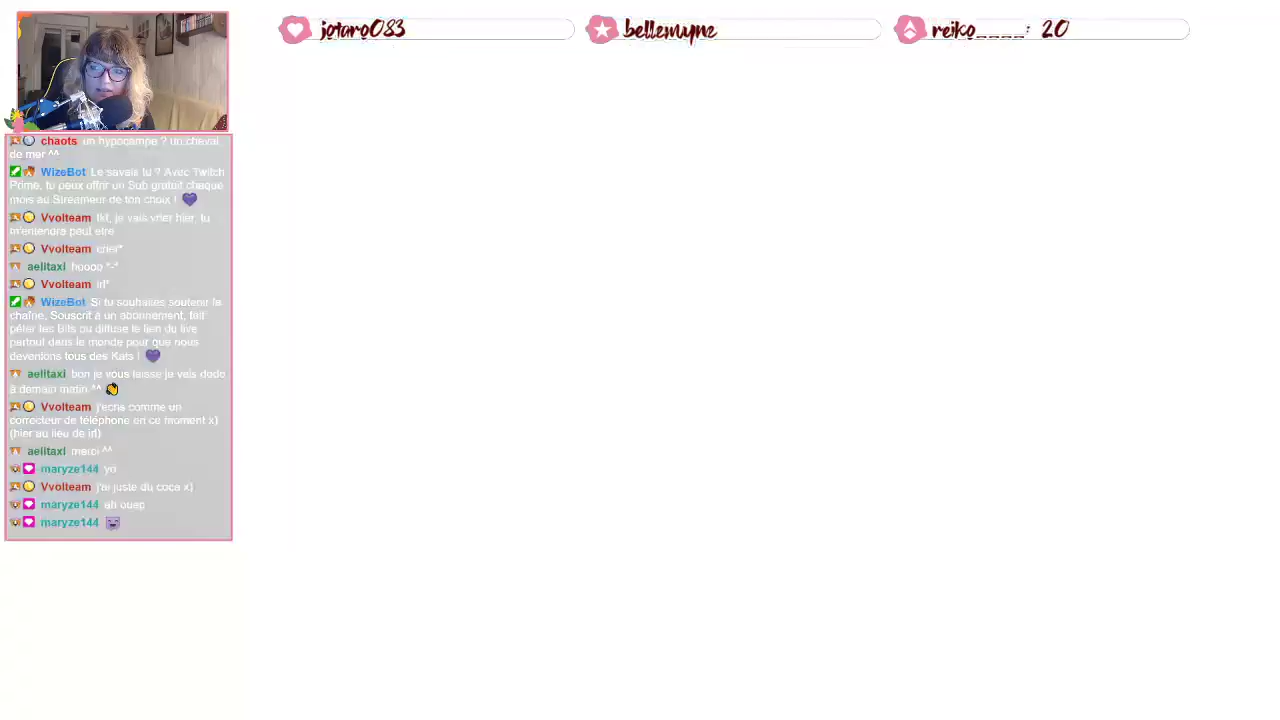 jotaro083
bellemyne
reiko____: 20
chaots un hypocampe ? un cheval
de mer ^^
WizeBot Le savais tu ? Avec Twitch
Prime, tu peux offrir un Sub gratuit chaque
mois au Streameur de ton choix !
Vvolteam tkt, je vais vrier hier, tu
m'entendra peut etre
Vvolteam crier*
aelitaxi hoooo *-*
Vvolteam irl*
WizeBot Si tu souhaites soutenir la
chaîne, Souscrit à un abonnement, fait
péter les Bits ou diffuse le lien du live
partout dans le monde pour que nous
devenions tous des Kats !
aelitaxi bon je vous laisse je vais dodo
à demain matin ^^
Vvolteam j'écris comme un
correcteur de téléphone en ce moment x)
(hier au lieu de irl)
aelitaxi merci ^^
maryze144 yo
Vvolteam j'ai juste du coca x)
maryze144 ah ouep
maryze144